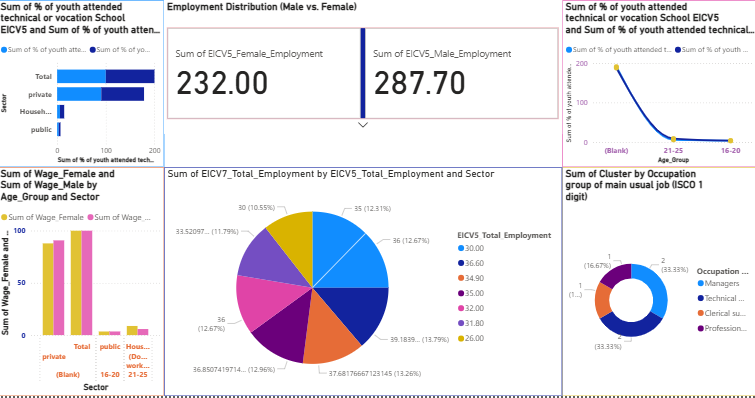 Sum of % of youth attended
technical or vocation School
EICV5 and Sum of % of youth atten...
Sum of % of youth atte... Sum of % of yo...
Sector
Total
private
Househ...
public
0 100 200
Sum of % of youth attended tech...
Employment Distribution (Male vs. Female)
Sum of EICV5_Female_Employment
232.00
Sum of EICV5_Male_Employment
287.70
Sum of % of youth attended
technical or vocation School EICV5
and Sum of % of youth attended technical...
Sum of % of youth attended t... Sum of % of youth ...
Sum of % of youth attende...
200
100
0
(Blank) 21-25 16-20
Age_Group
Sum of Wage_Female and
Sum of Wage_Male by
Age_Group and Sector
Sum of Wage_Female Sum of Wage_...
Sum of Wage_Female and ...
100
50
0
private Total public Hous...
(Do...
work...
(Blank) 16-20 21-25
Sector
Sum of EICV7_Total_Employment by EICV5_Total_Employment and Sector
30 (10.55%)
35 (12.31%)
36 (12.67%)
33.52097... (11.79%)
36
(12.67%)
39.1839... (13.79%)
36.8507419714... (12.96%)
37.68176667123145 (13.26%)
EICV5_Total_Employment
30.00
36.60
34.90
35.00
32.00
31.80
26.00
Sum of Cluster by Occupation
group of main usual job (ISCO 1
digit)
1
(16.67%)
2
(33.33%)
1
(1...)
2
(33.33%)
Occupation ...
Managers
Technical ...
Clerical su...
Profession...